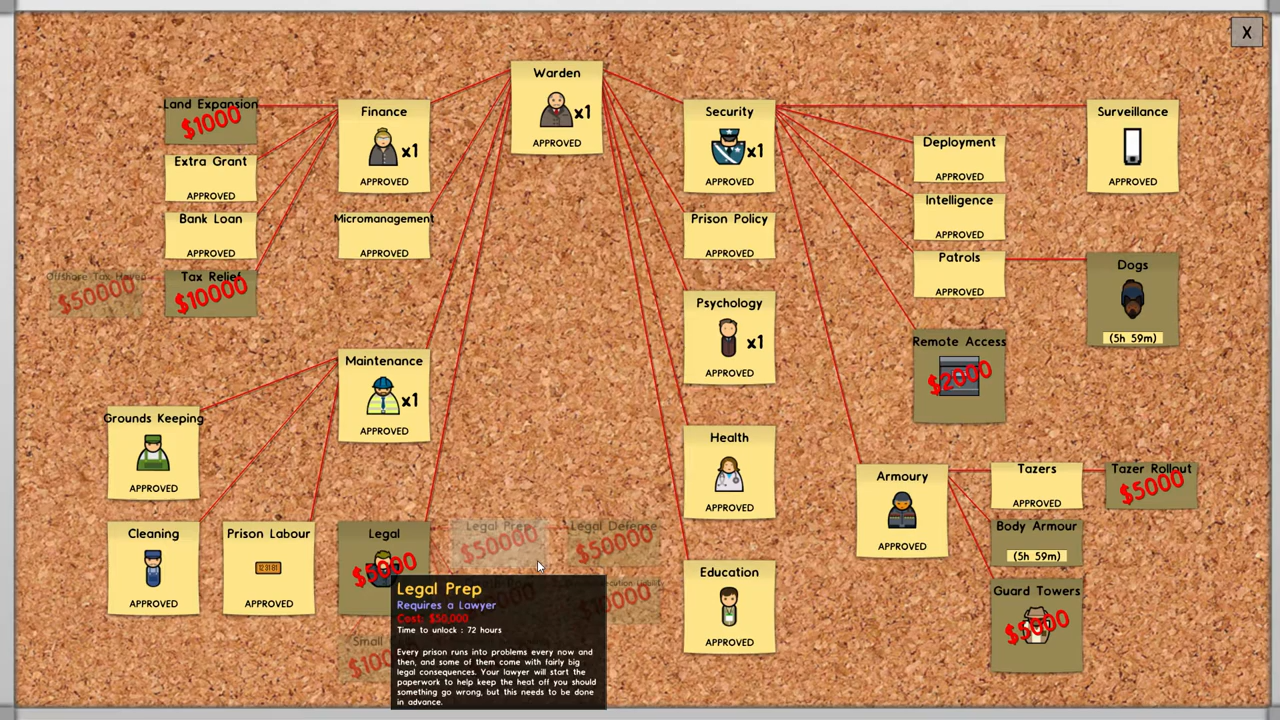 X
Warden
x1
APPROVED
Land Expansion
$1000
Finance
x1
APPROVED
Security
x1
APPROVED
Surveillance
APPROVED
Extra Grant
APPROVED
Deployment
APPROVED
Bank Loan
APPROVED
Micromanagement
APPROVED
Prison Policy
APPROVED
Intelligence
APPROVED
Offshore Tax Haven
$50000
Tax Relief
$10000
Patrols
APPROVED
Dogs
(5h 59m)
Psychology
x1
APPROVED
Remote Access
$2000
Maintenance
x1
APPROVED
Grounds Keeping
APPROVED
Health
APPROVED
Armoury
APPROVED
Tazers
APPROVED
Tazer Rollout
$5000
Cleaning
APPROVED
Prison Labour
APPROVED
Legal
$5000
Legal Prep
$50000
Legal Defense
$50000
Body Armour
(5h 59m)
Education
APPROVED
Guard Towers
$5000
Small
Legal Prep
Requires a Lawyer
Cost: $50,000
Time to unlock : 72 hours
Every prison runs into problems every now and
then, and some of them come with fairly big
legal consequences. Your lawyer will start the
paperwork to help keep the heat off you should
something go wrong, but this needs to be done
in advance.